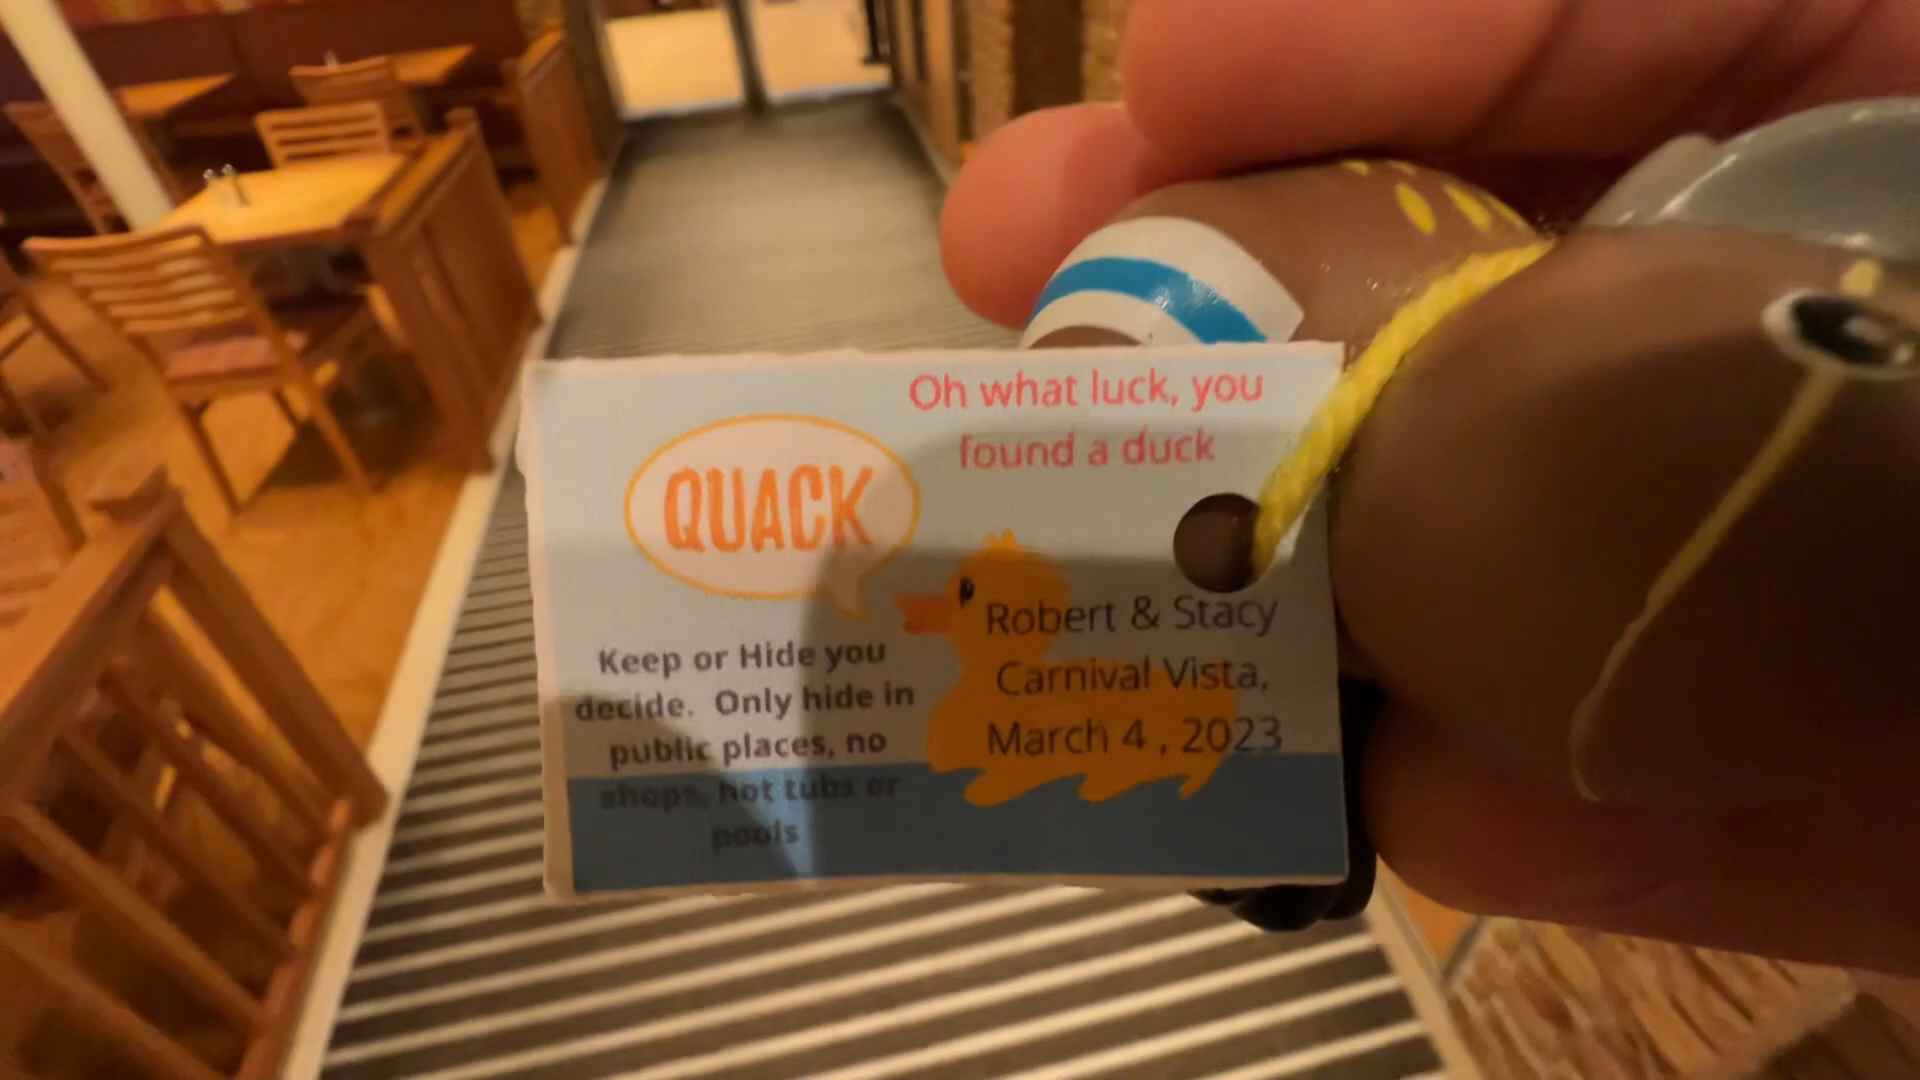 Oh what luck, you
found a duck
QUACK
Keep or Hide you
decide. Only hide in
public places, no
shops, hot tubs or
pools
Robert & Stacy
Carnival Vista,
March 4 , 2023